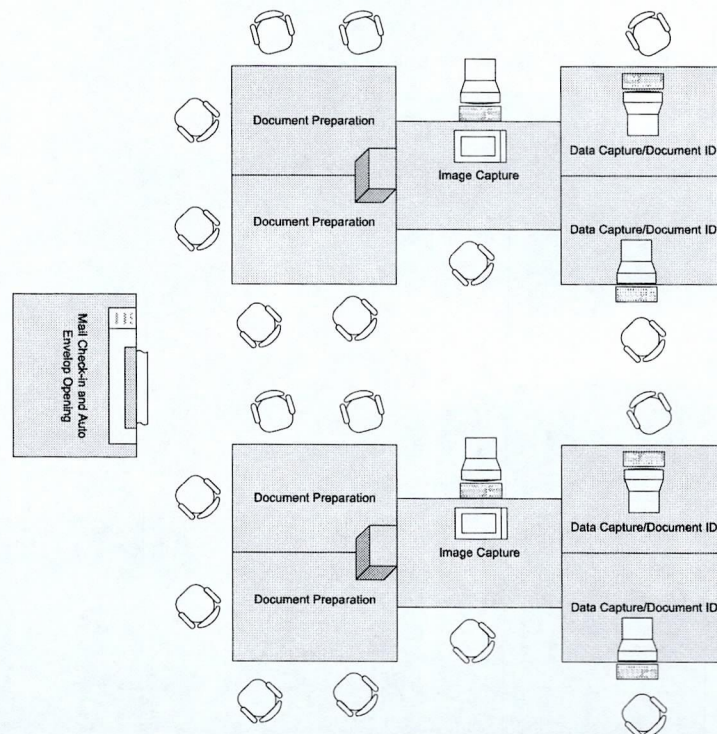 Document Preparation
Document Preparation
Image Capture
Data Capture/Document ID
Data Capture/Document ID
Mail Check-in and Auto
Envelop Opening
Document Preparation
Document Preparation
Image Capture
Data Capture/Document ID
Data Capture/Document ID